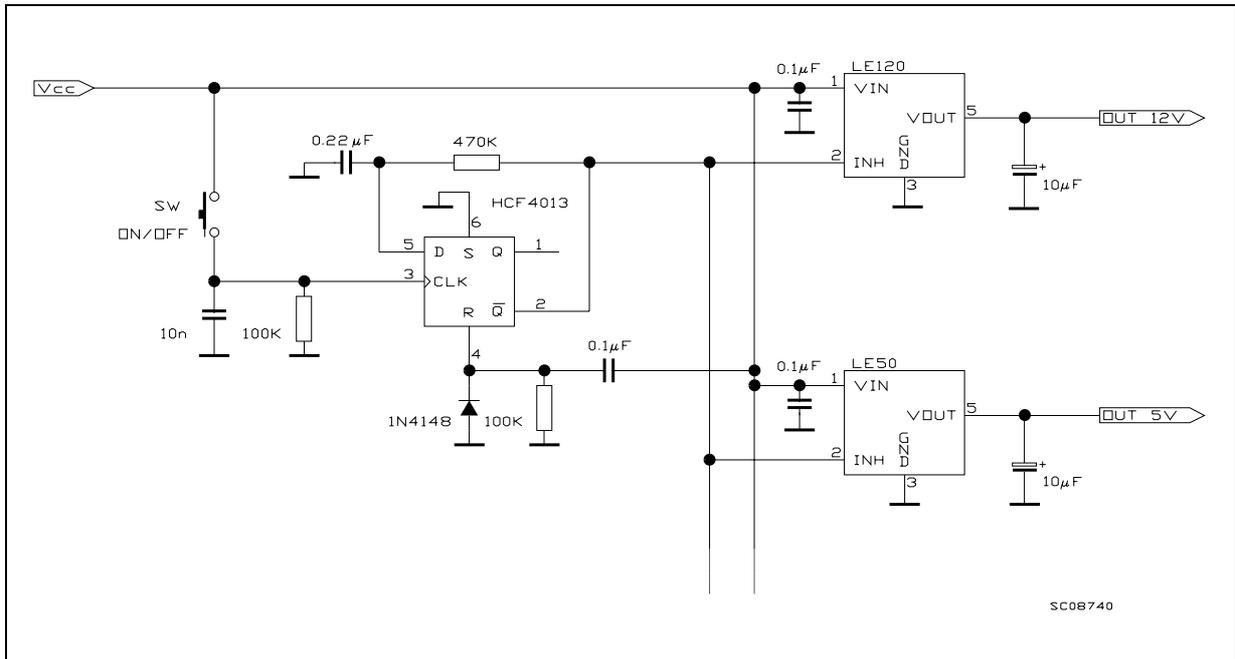 LE120
0.1µF
Vcc
1
VIN
VOUT
5
OUT 12V
GND
0.22µF
470K
2
INH
3
+
10µF
HCF4013
SW
ON/OFF
6
5
D
S
Q
1
3
CLK
R
Q̅
2
10n
100K
4
0.1µF
1N4148
100K
LE50
0.1µF
1
VIN
VOUT
5
OUT 5V
GND
2
INH
3
+
10µF
SC08740